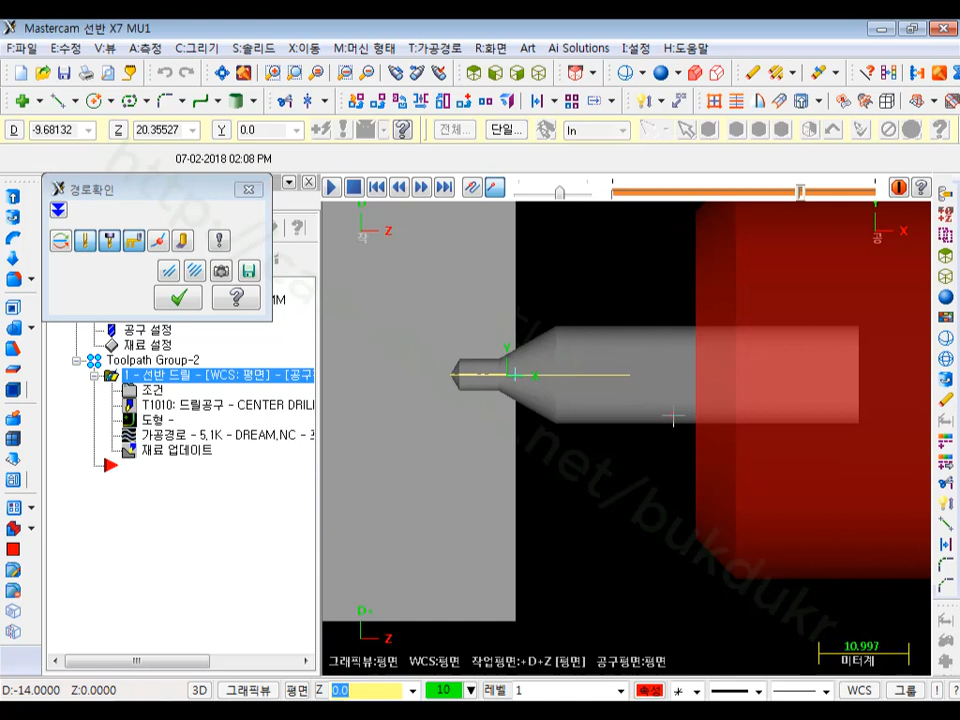 Mastercam 선반 X7 MU1
F:파일 E:수정 V:뷰 A:측정 C:그리기 S:솔리드 X:이동 M:머신 형태 T:가공경로 R:화면 Art Ai Solutions I:설정 H:도움말
D -9.68132 Z 20.35527 Y 0.0 전체... 단일... In
07-02-2018 02:08 PM
경로확인
MM
공구 설정
재료 설정
Toolpath Group-2
1 - 선반 드릴 - [WCS: 평면] - [공구
조건
T1010: 드릴공구 - CENTER DRILL
도형 -
가공경로 - 5.1K - DREAM.NC -
재료 업데이트
Z
X
Y
X
D+
Z
10.997
미터계
그래픽뷰:평면 WCS:평면 작업평면:+D+Z [평면] 공구평면:평면
D:-14.0000 Z:0.0000 3D 그래픽뷰 평면 Z 0.0 10 레벨 1 속성 WCS 그룹 ! ?